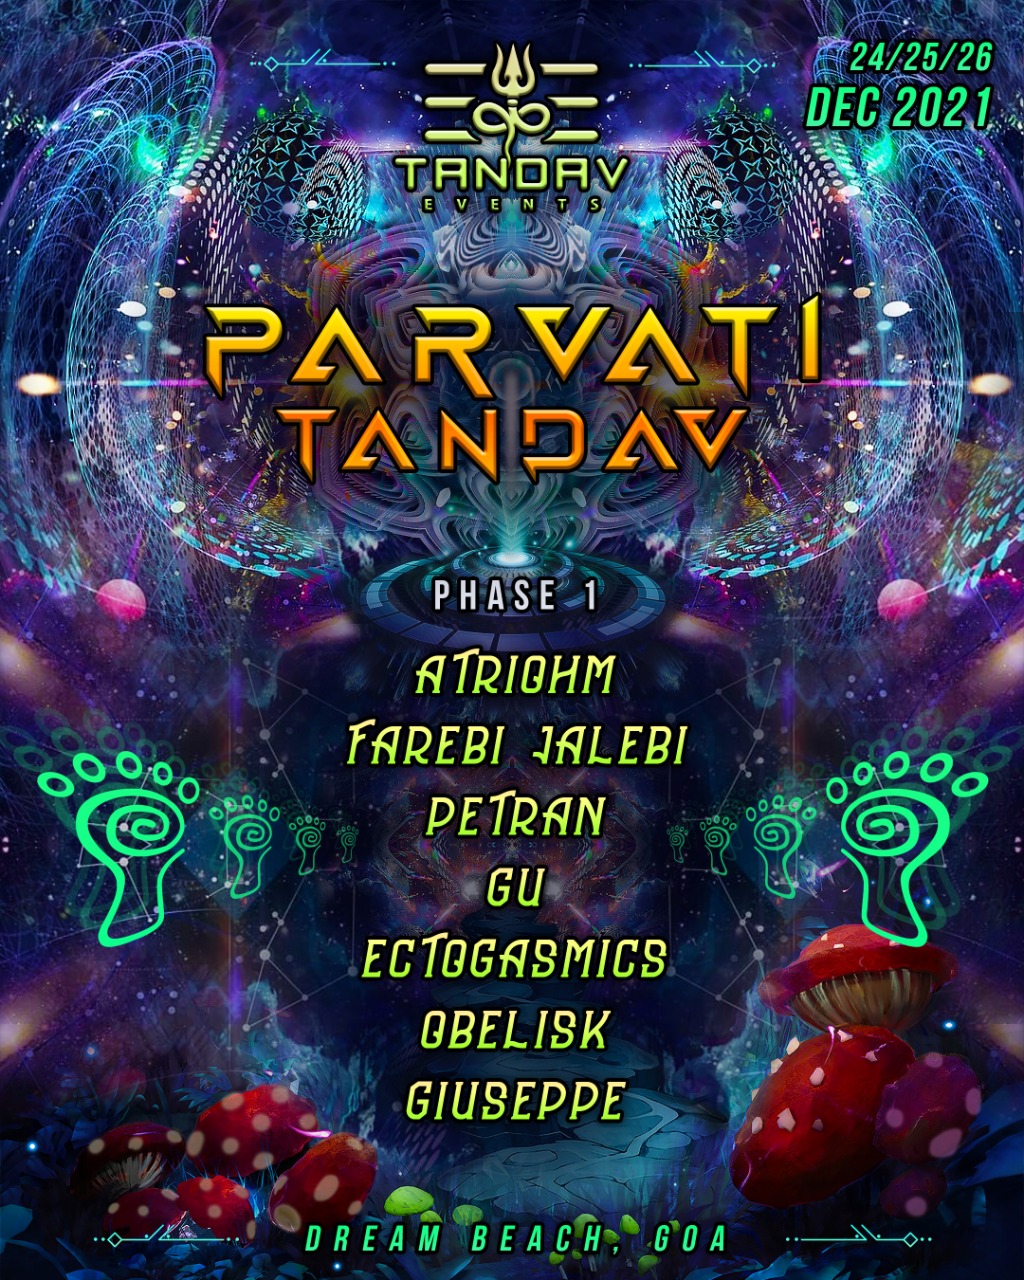 24/25/26
DEC 2021
TANDAV
EVENTS
PARVATI
TANDAV
PHASE 1
ATRIOHM
FAREBI JALEBI
PETRAN
GU
ECTOGASMICS
OBELISK
GIUSEPPE
DREAM BEACH, GOA